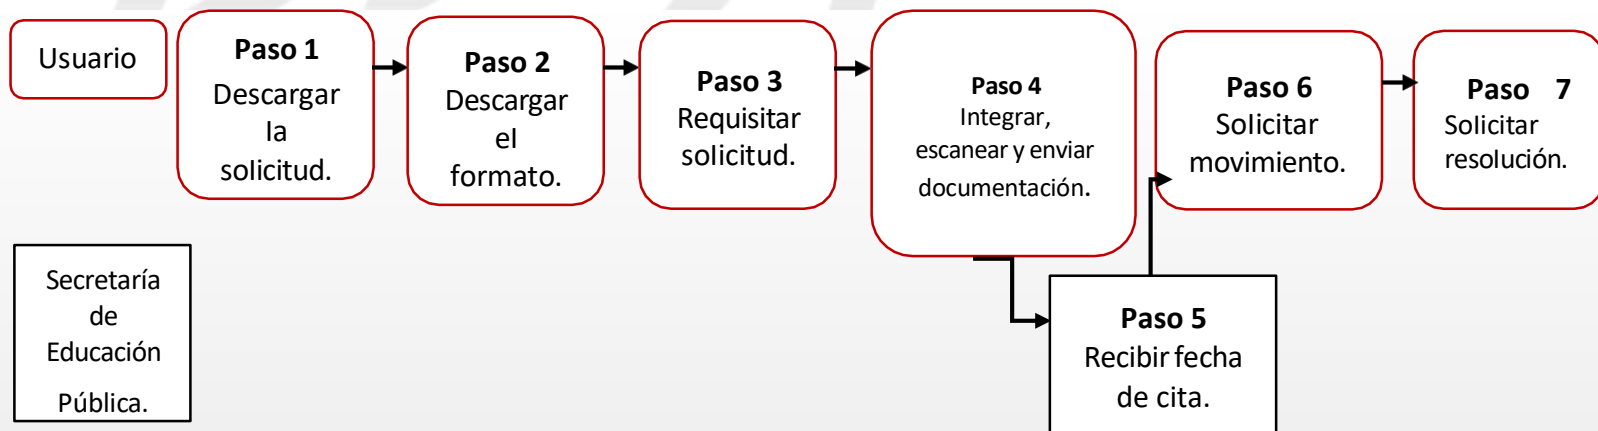 Usuario
Paso 1
Descargar
la
solicitud.
Paso 2
Descargar
el
formato.
Paso 3
Requisitar
solicitud.
Paso 4
Integrar,
escanear y enviar
documentación.
Paso 6
Solicitar
movimiento.
Paso 7
Solicitar
resolución.
Secretaría
de
Educación
Pública.
Paso 5
Recibir fecha
de cita.